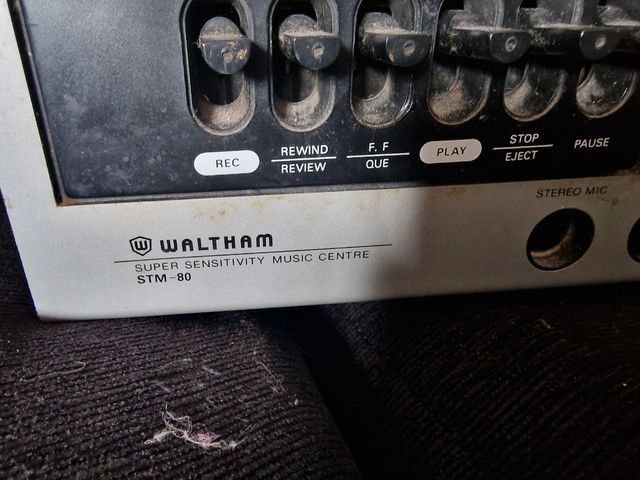 REC
REWIND
REVIEW
F. F
QUE
PLAY
STOP
EJECT
PAUSE
STEREO MIC
W WALTHAM
SUPER SENSITIVITY MUSIC CENTRE
STM-80